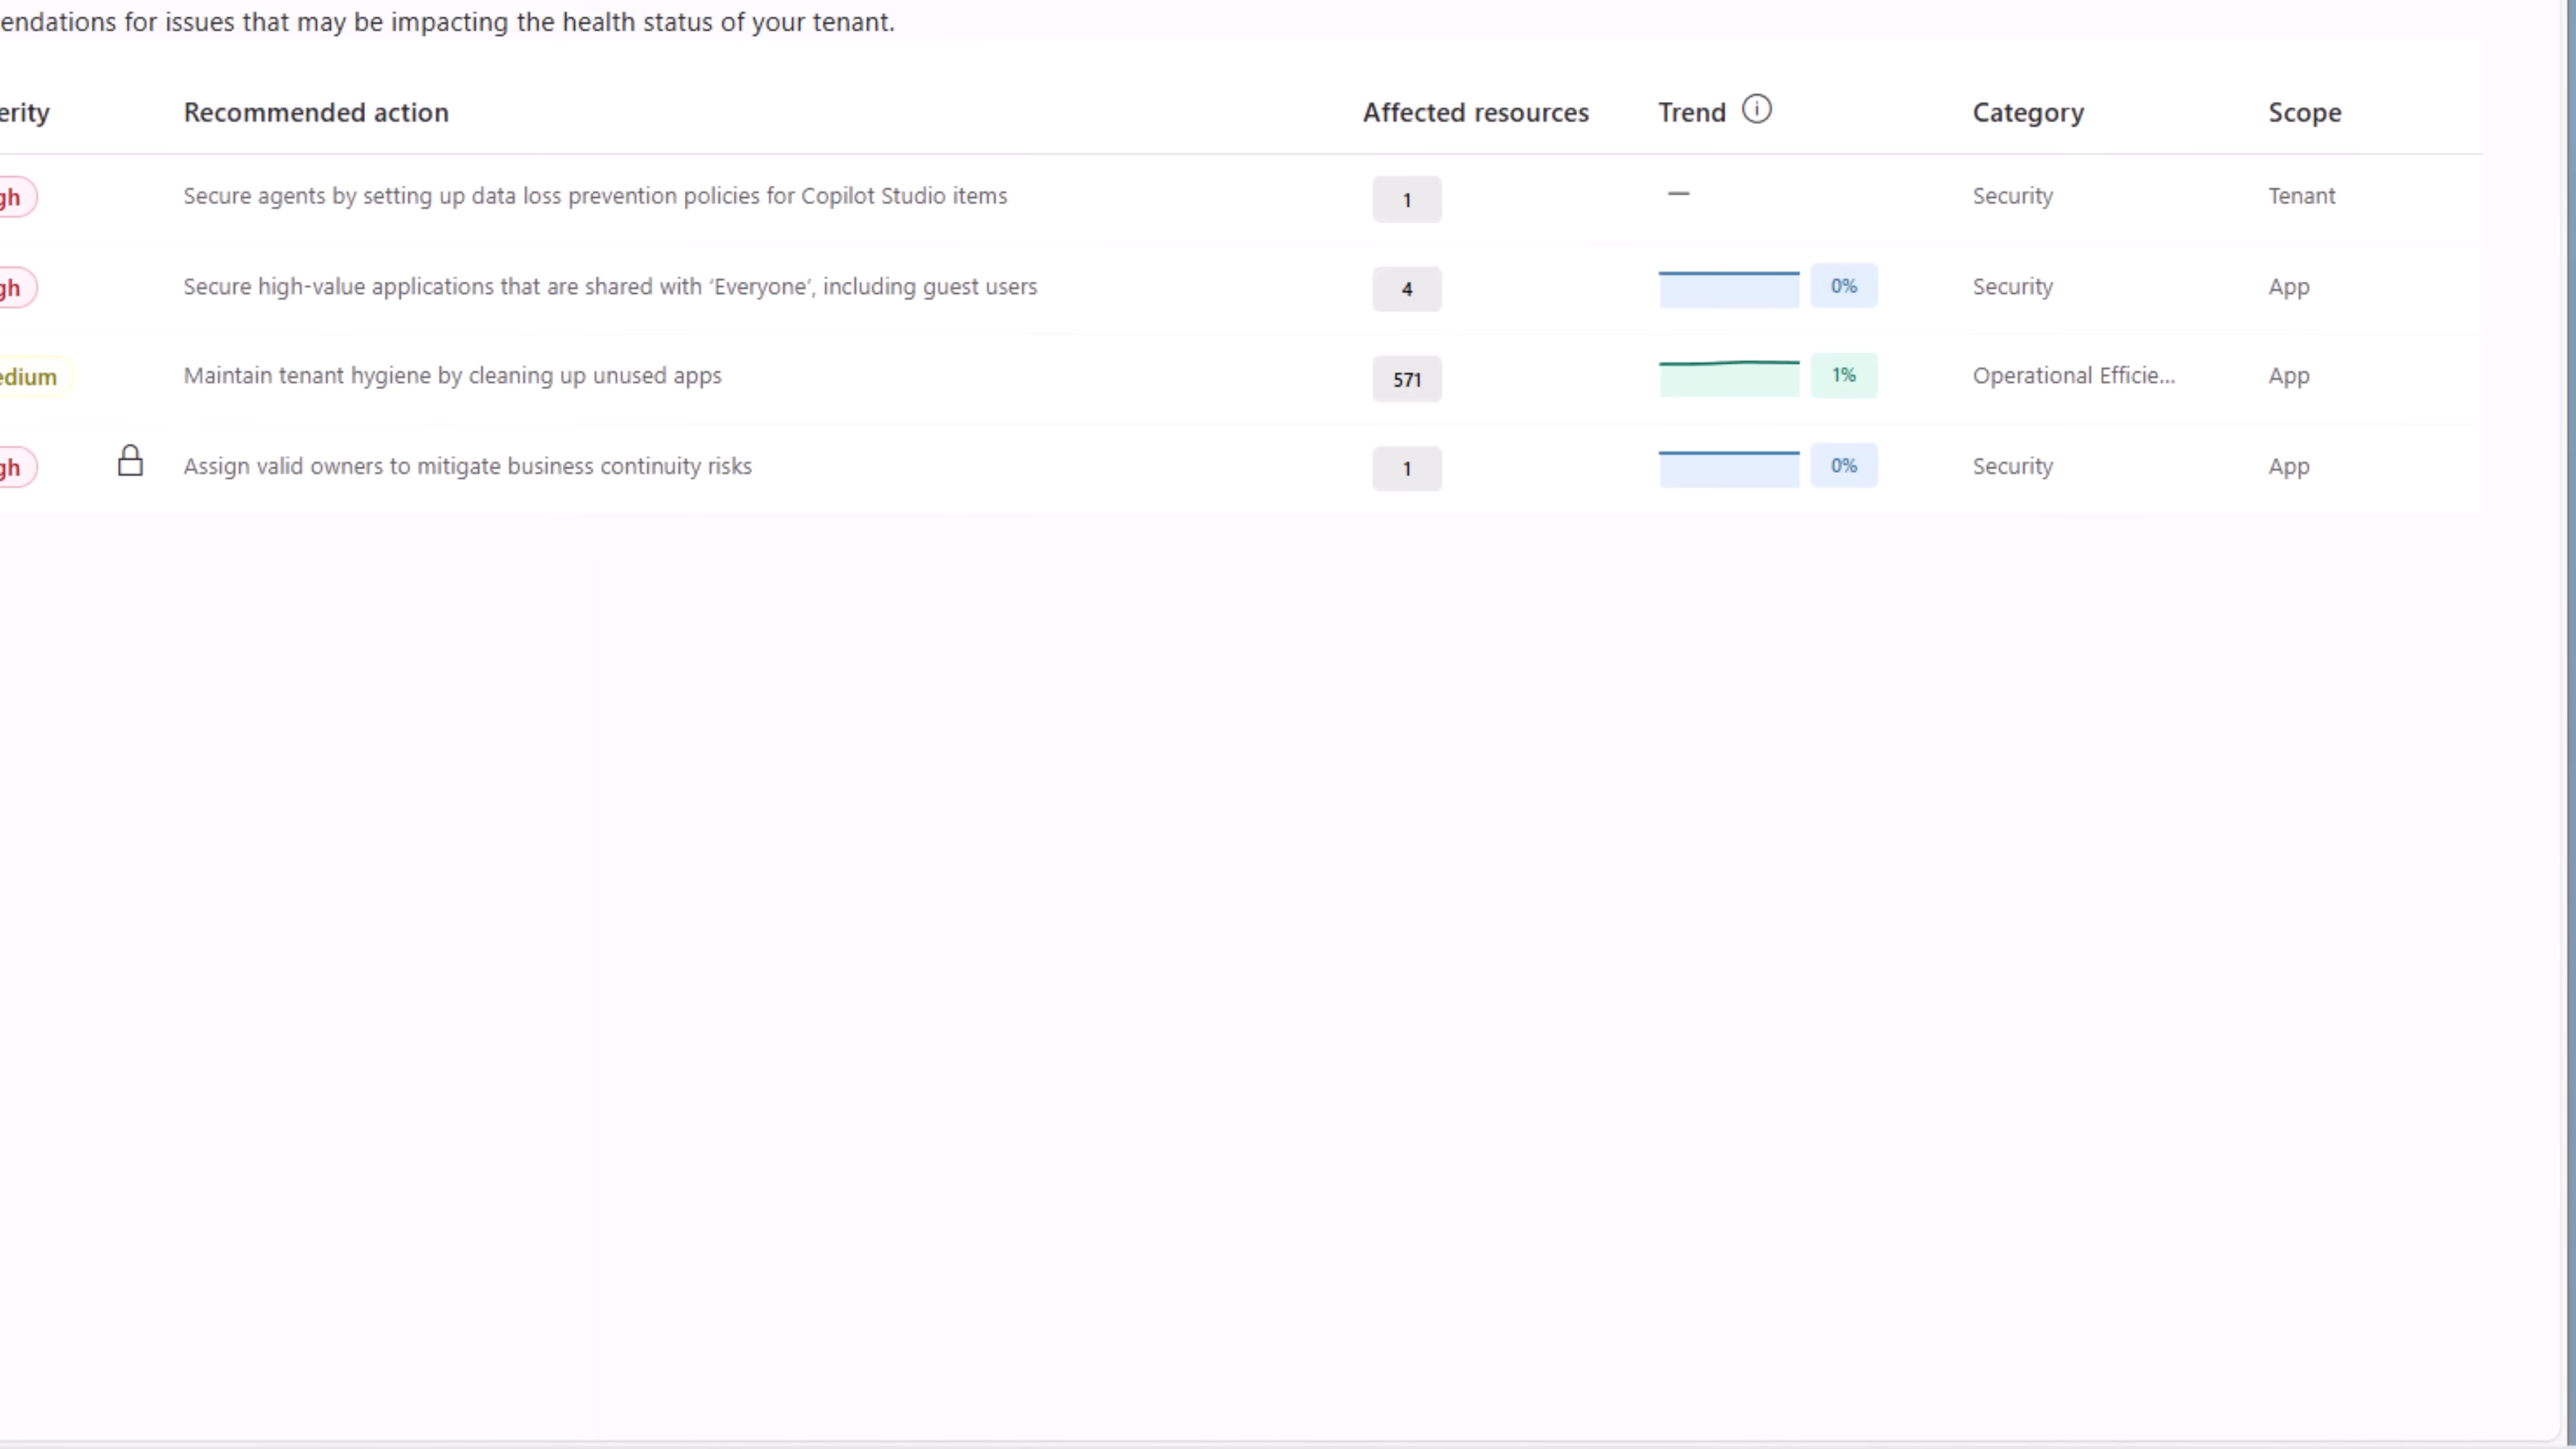 endations for issues that may be impacting the health status of your tenant.
erity Recommended action Affected resources Trend Category Scope
gh Secure agents by setting up data loss prevention policies for Copilot Studio items 1 — Security Tenant
gh Secure high-value applications that are shared with ‘Everyone’, including guest users 4 0% Security App
edium Maintain tenant hygiene by cleaning up unused apps 571 1% Operational Efficie... App
gh Assign valid owners to mitigate business continuity risks 1 0% Security App